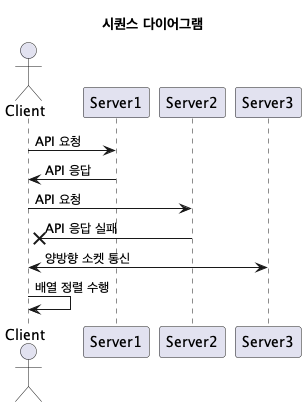 시퀀스 다이어그램
Client
Server1
Server2
Server3
API 요청
API 응답
API 요청
API 응답 실패
양방향 소켓 통신
배열 정렬 수행
Client
Server1
Server2
Server3